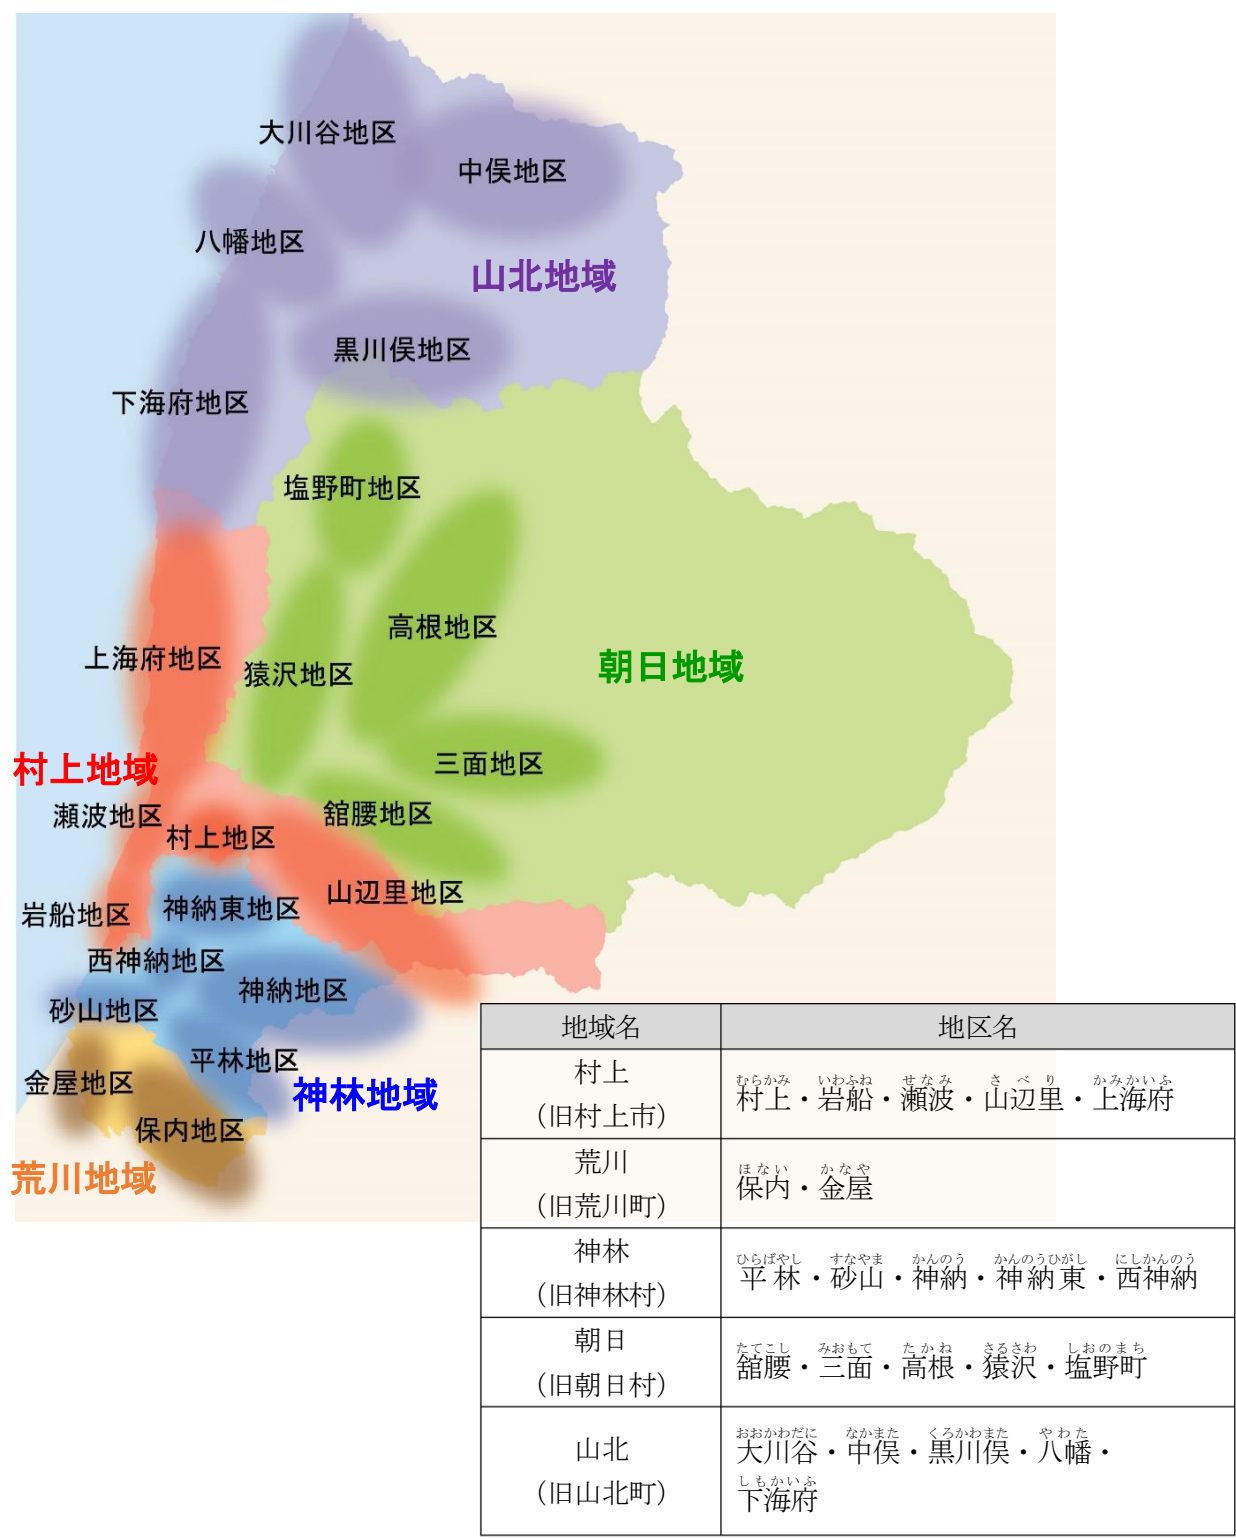 大川谷地区
中俣地区
八幡地区
山北地域
黒川俣地区
下海府地区
塩野町地区
高根地区
上海府地区
猿沢地区
朝日地域
三面地区
村上地域
瀬波地区
舘腰地区
村上地区
山辺里地区
岩船地区
神納東地区
西神納地区
神納地区
砂山地区
平林地区
金屋地区
神林地域
保内地区
荒川地域
地域名 地区名
村上
（旧村上市）
むらかみ いわふね せなみ さべり かみかいふ
村上・岩船・瀬波・山辺里・上海府
荒川
（旧荒川町）
ほない かなや
保内・金屋
神林
（旧神林村）
ひらばやし すなやま かんのう かんのうひがし にしかんのう
平林・砂山・神納・神納東・西神納
朝日
（旧朝日村）
たてこし みおもて たかね さるさわ しおのまち
舘腰・三面・高根・猿沢・塩野町
山北
（旧山北町）
おおかわだに なかまた くろかわまた やわた
大川谷・中俣・黒川俣・八幡・
しもかいふ
下海府